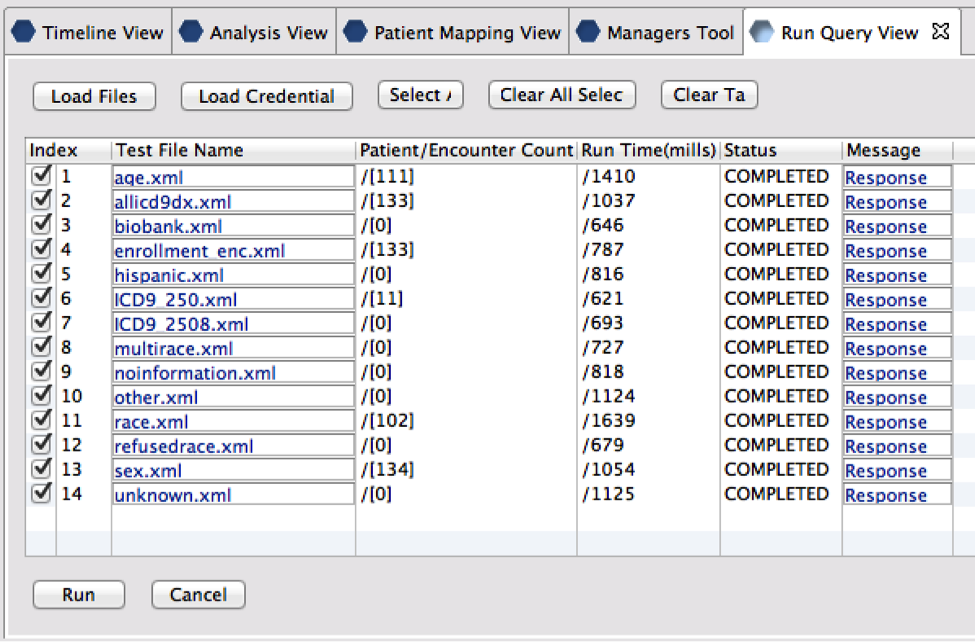 Timeline View Analysis View Patient Mapping View Managers Tool Run Query View
Load Files Load Credential Select Clear All Selec Clear Ta
Index Test File Name Patient/Encounter Count Run Time(mills) Status Message
1 age.xml /[111] /1410 COMPLETED Response
2 allicd9dx.xml /[133] /1037 COMPLETED Response
3 biobank.xml /[0] /646 COMPLETED Response
4 enrollment_enc.xml /[133] /787 COMPLETED Response
5 hispanic.xml /[0] /816 COMPLETED Response
6 ICD9_250.xml /[11] /621 COMPLETED Response
7 ICD9_2508.xml /[0] /693 COMPLETED Response
8 multirace.xml /[0] /727 COMPLETED Response
9 noinformation.xml /[0] /818 COMPLETED Response
10 other.xml /[0] /1124 COMPLETED Response
11 race.xml /[102] /1639 COMPLETED Response
12 refusedrace.xml /[0] /679 COMPLETED Response
13 sex.xml /[134] /1054 COMPLETED Response
14 unknown.xml /[0] /1125 COMPLETED Response
Run Cancel